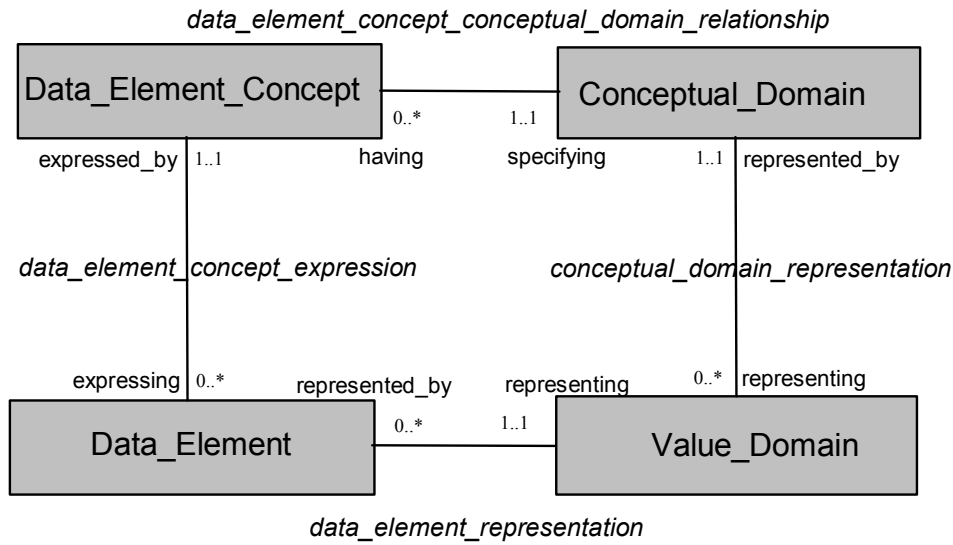 data_element_concept_conceptual_domain_relationship
Data_Element_Concept
Conceptual_Domain
0..*
1..1
expressed_by
1..1
having
specifying
1..1
represented_by
data_element_concept_expression
conceptual_domain_representation
expressing
0..*
represented_by
representing
0..*
representing
0..*
1..1
Data_Element
Value_Domain
data_element_representation